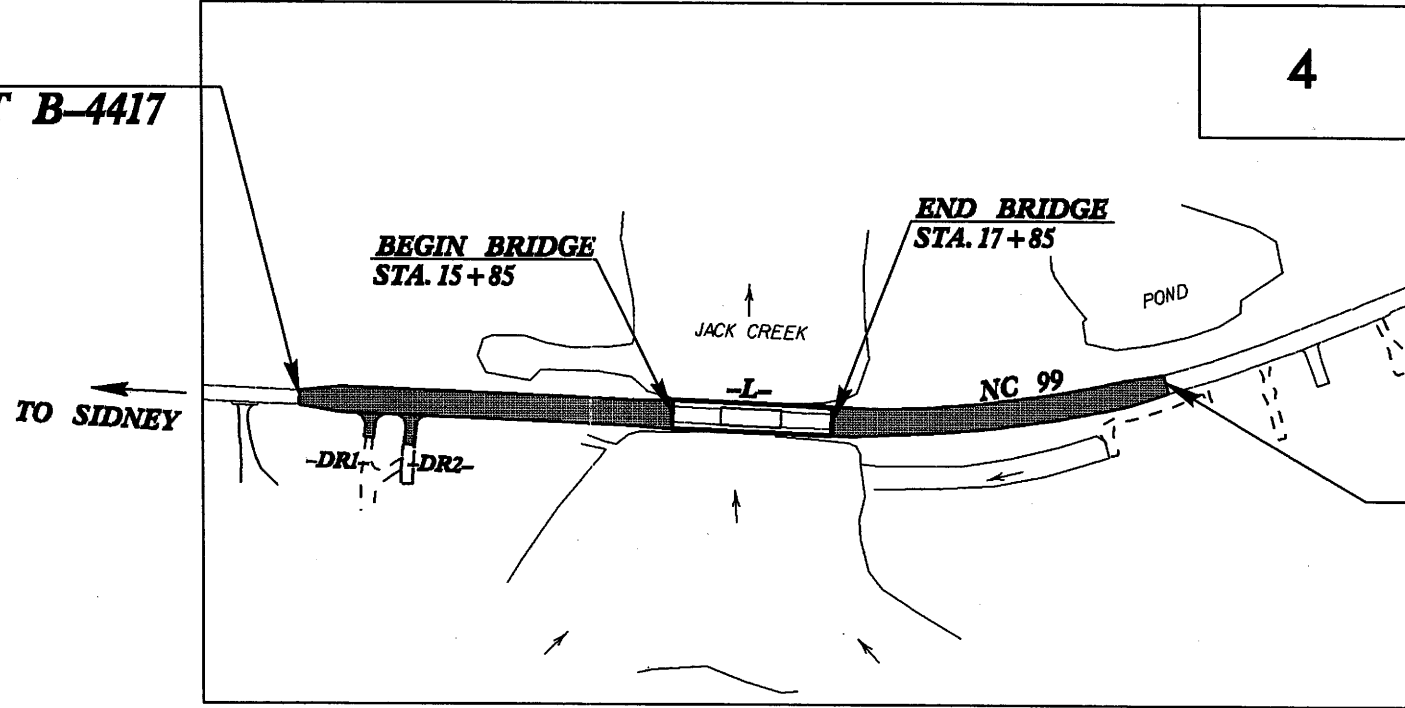 4
B-4417
END BRIDGE
STA. 17+85
BEGIN BRIDGE
STA. 15+85
POND
JACK CREEK
-L-
NC 99
TO SIDNEY
-DR1-
-DR2-